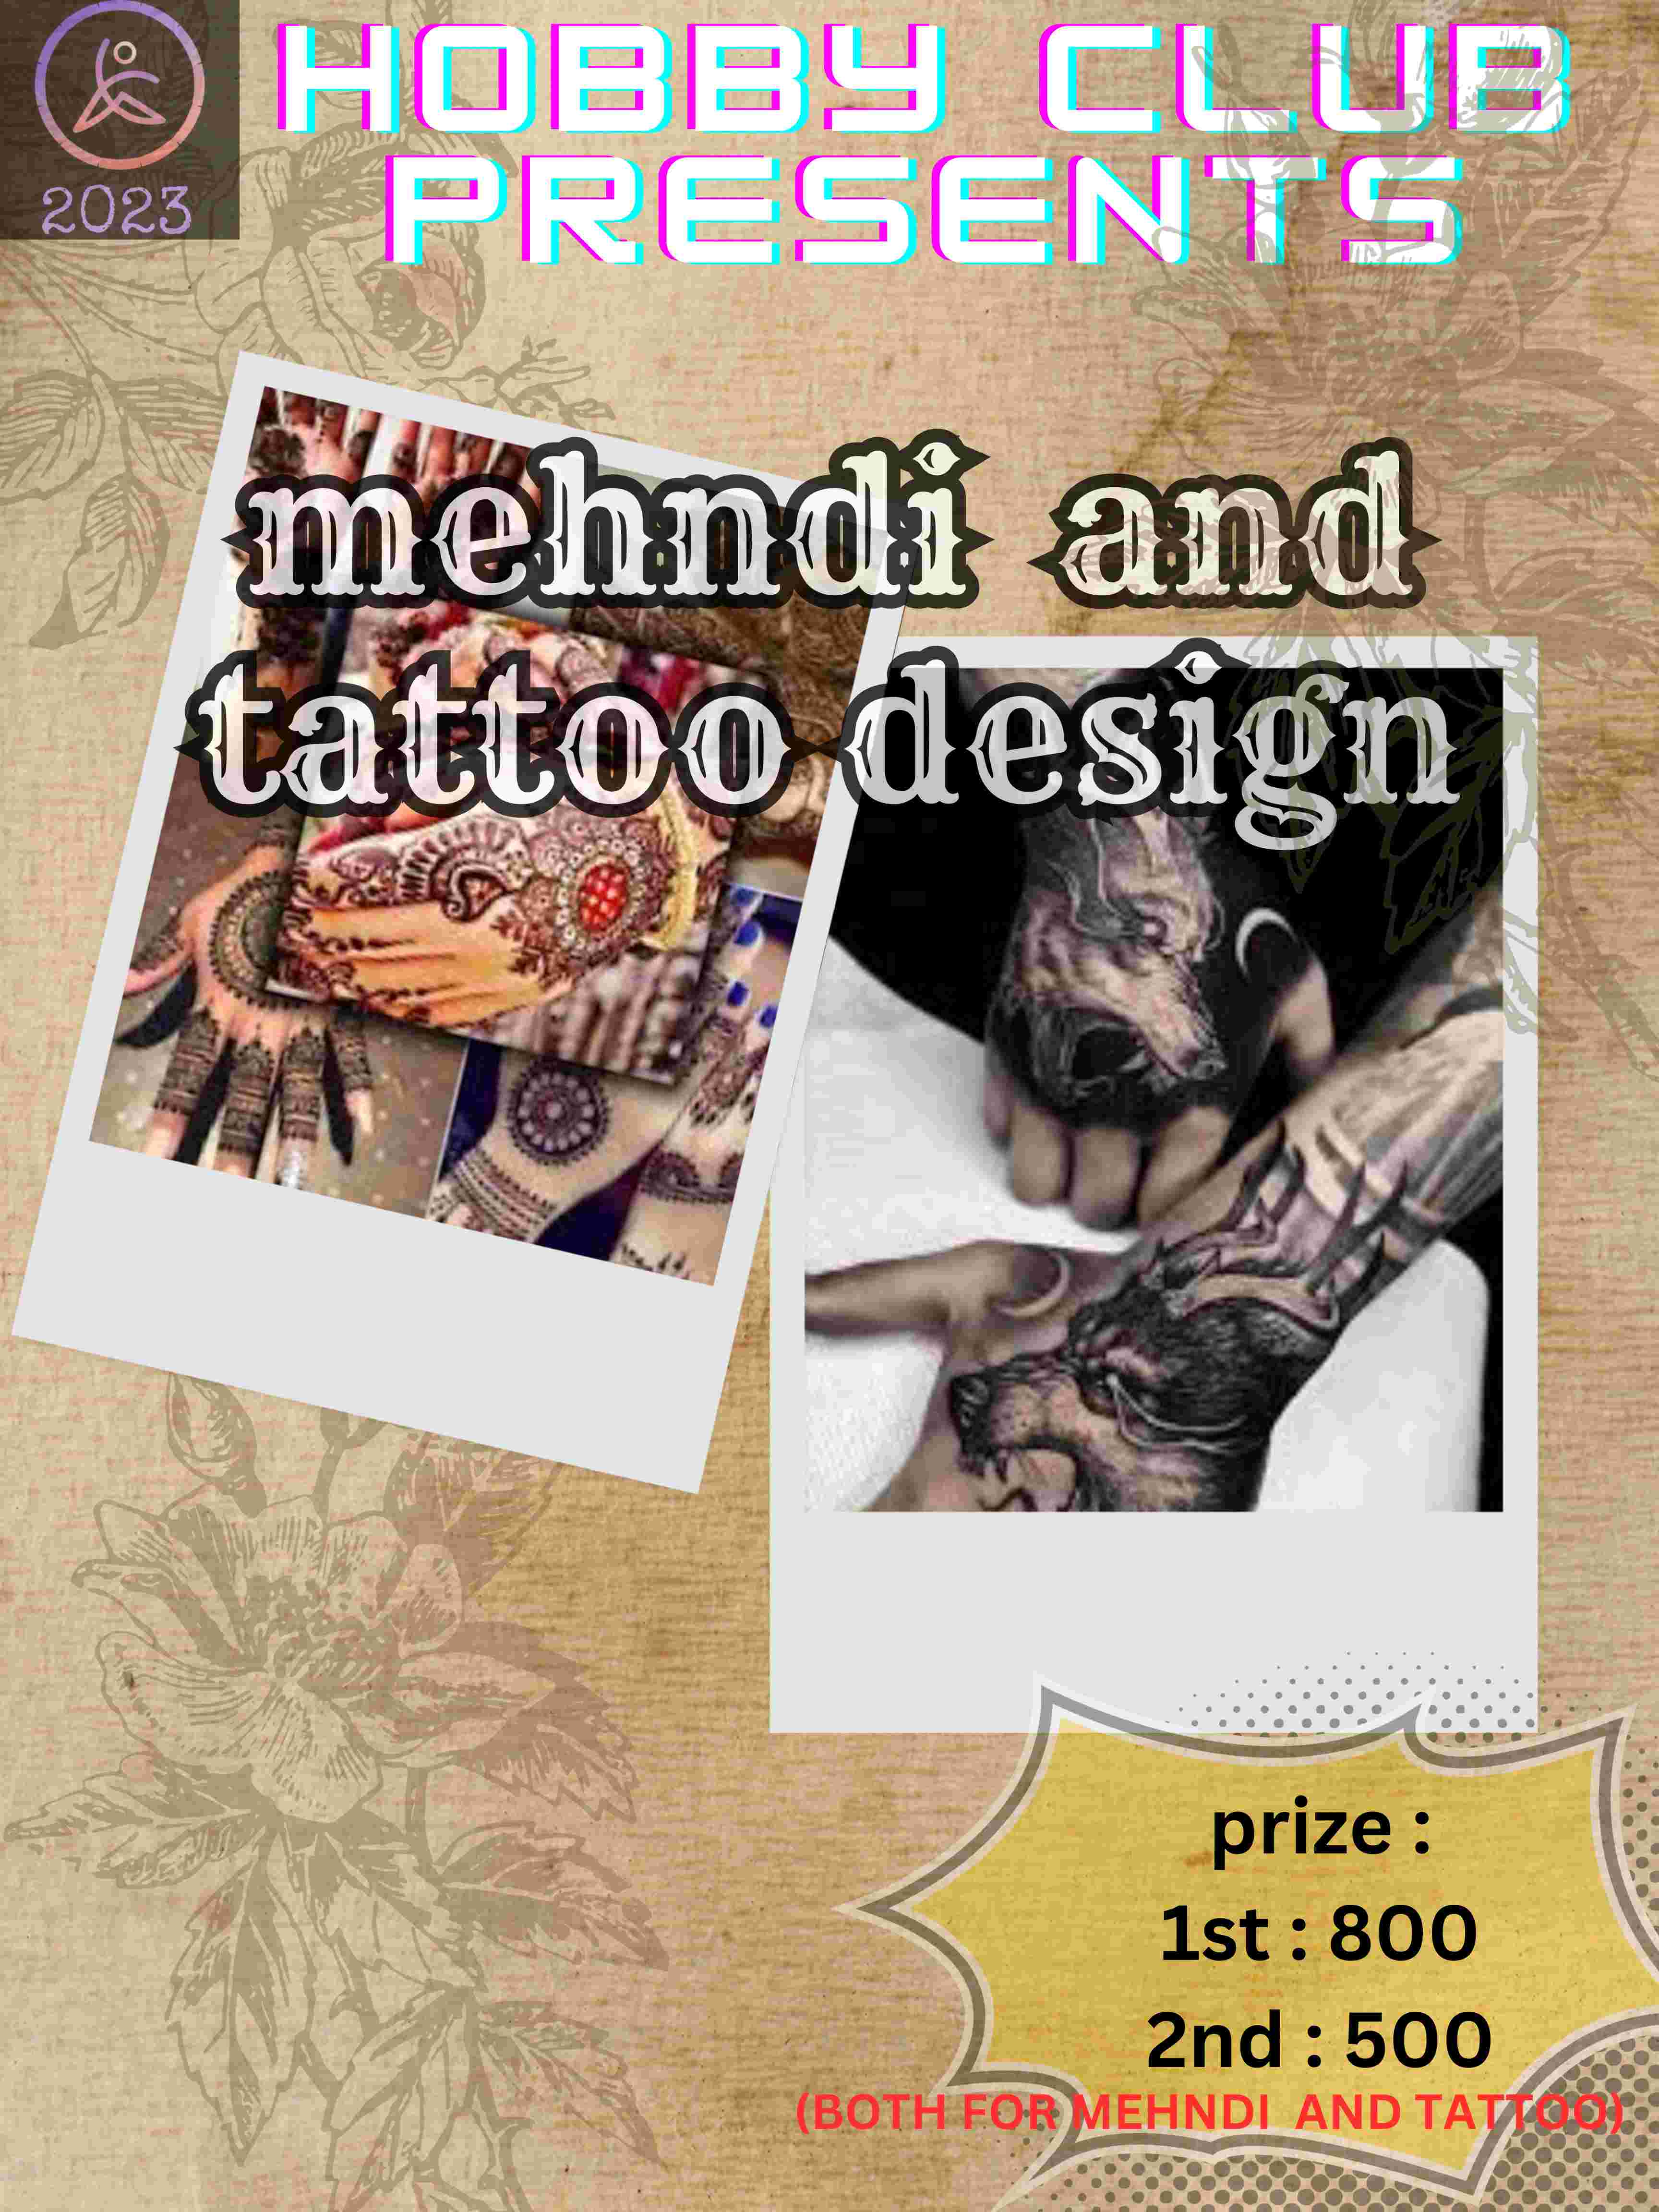 HOBBY CLUB
PRESENTS
2023
mehndi and
tattoo design
prize :
1st : 800
2nd : 500
(BOTH FOR MEHNDI AND TATTOO)